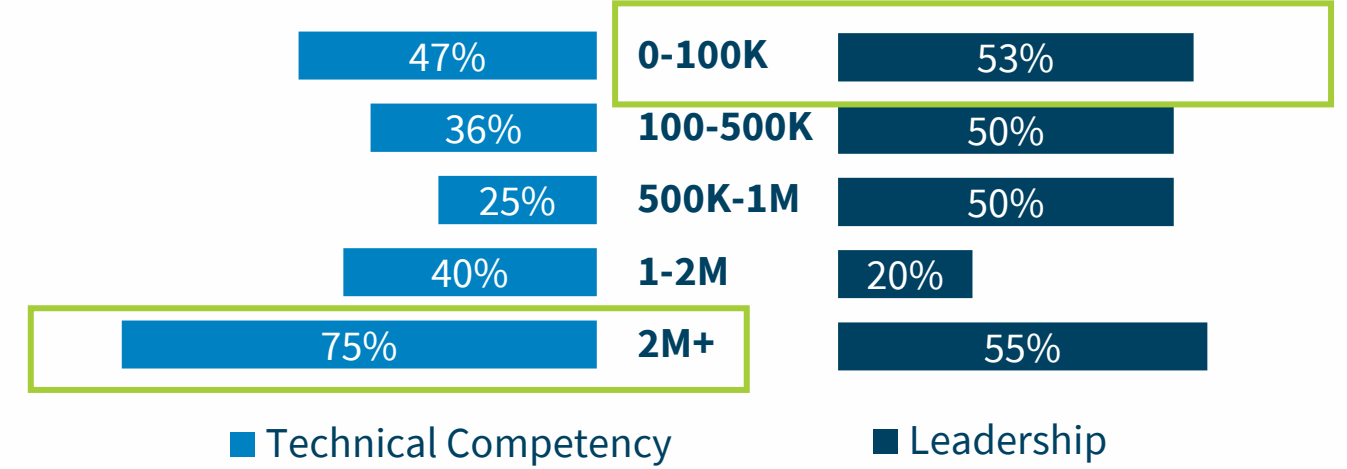 47% 0-100K 53%
36% 100-500K 50%
25% 500K-1M 50%
40% 1-2M 20%
75% 2M+ 55%
Technical Competency Leadership